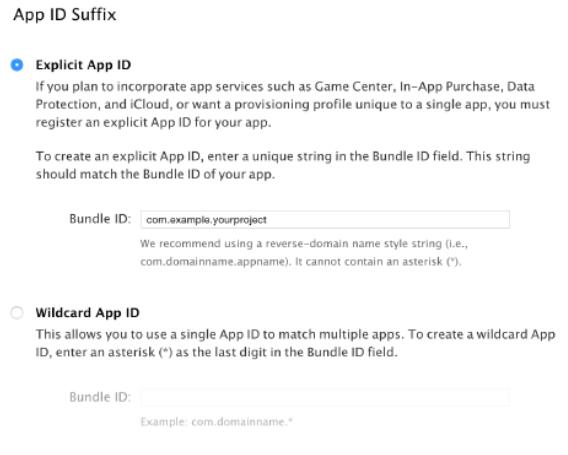 App ID Suffix
Explicit App ID
If you plan to incorporate app services such as Game Center, In-App Purchase, Data
Protection, and iCloud, or want a provisioning profile unique to a single app, you must
register an explicit App ID for your app.
To create an explicit App ID, enter a unique string in the Bundle ID field. This string
should match the Bundle ID of your app.
Bundle ID: com.example.yourproject
We recommend using a reverse-domain name style string (i.e.,
com.domainname.appname). It cannot contain an asterisk (*).
Wildcard App ID
This allows you to use a single App ID to match multiple apps. To create a wildcard App
ID, enter an asterisk (*) as the last digit in the Bundle ID field.
Bundle ID:
Example: com.domainname.*